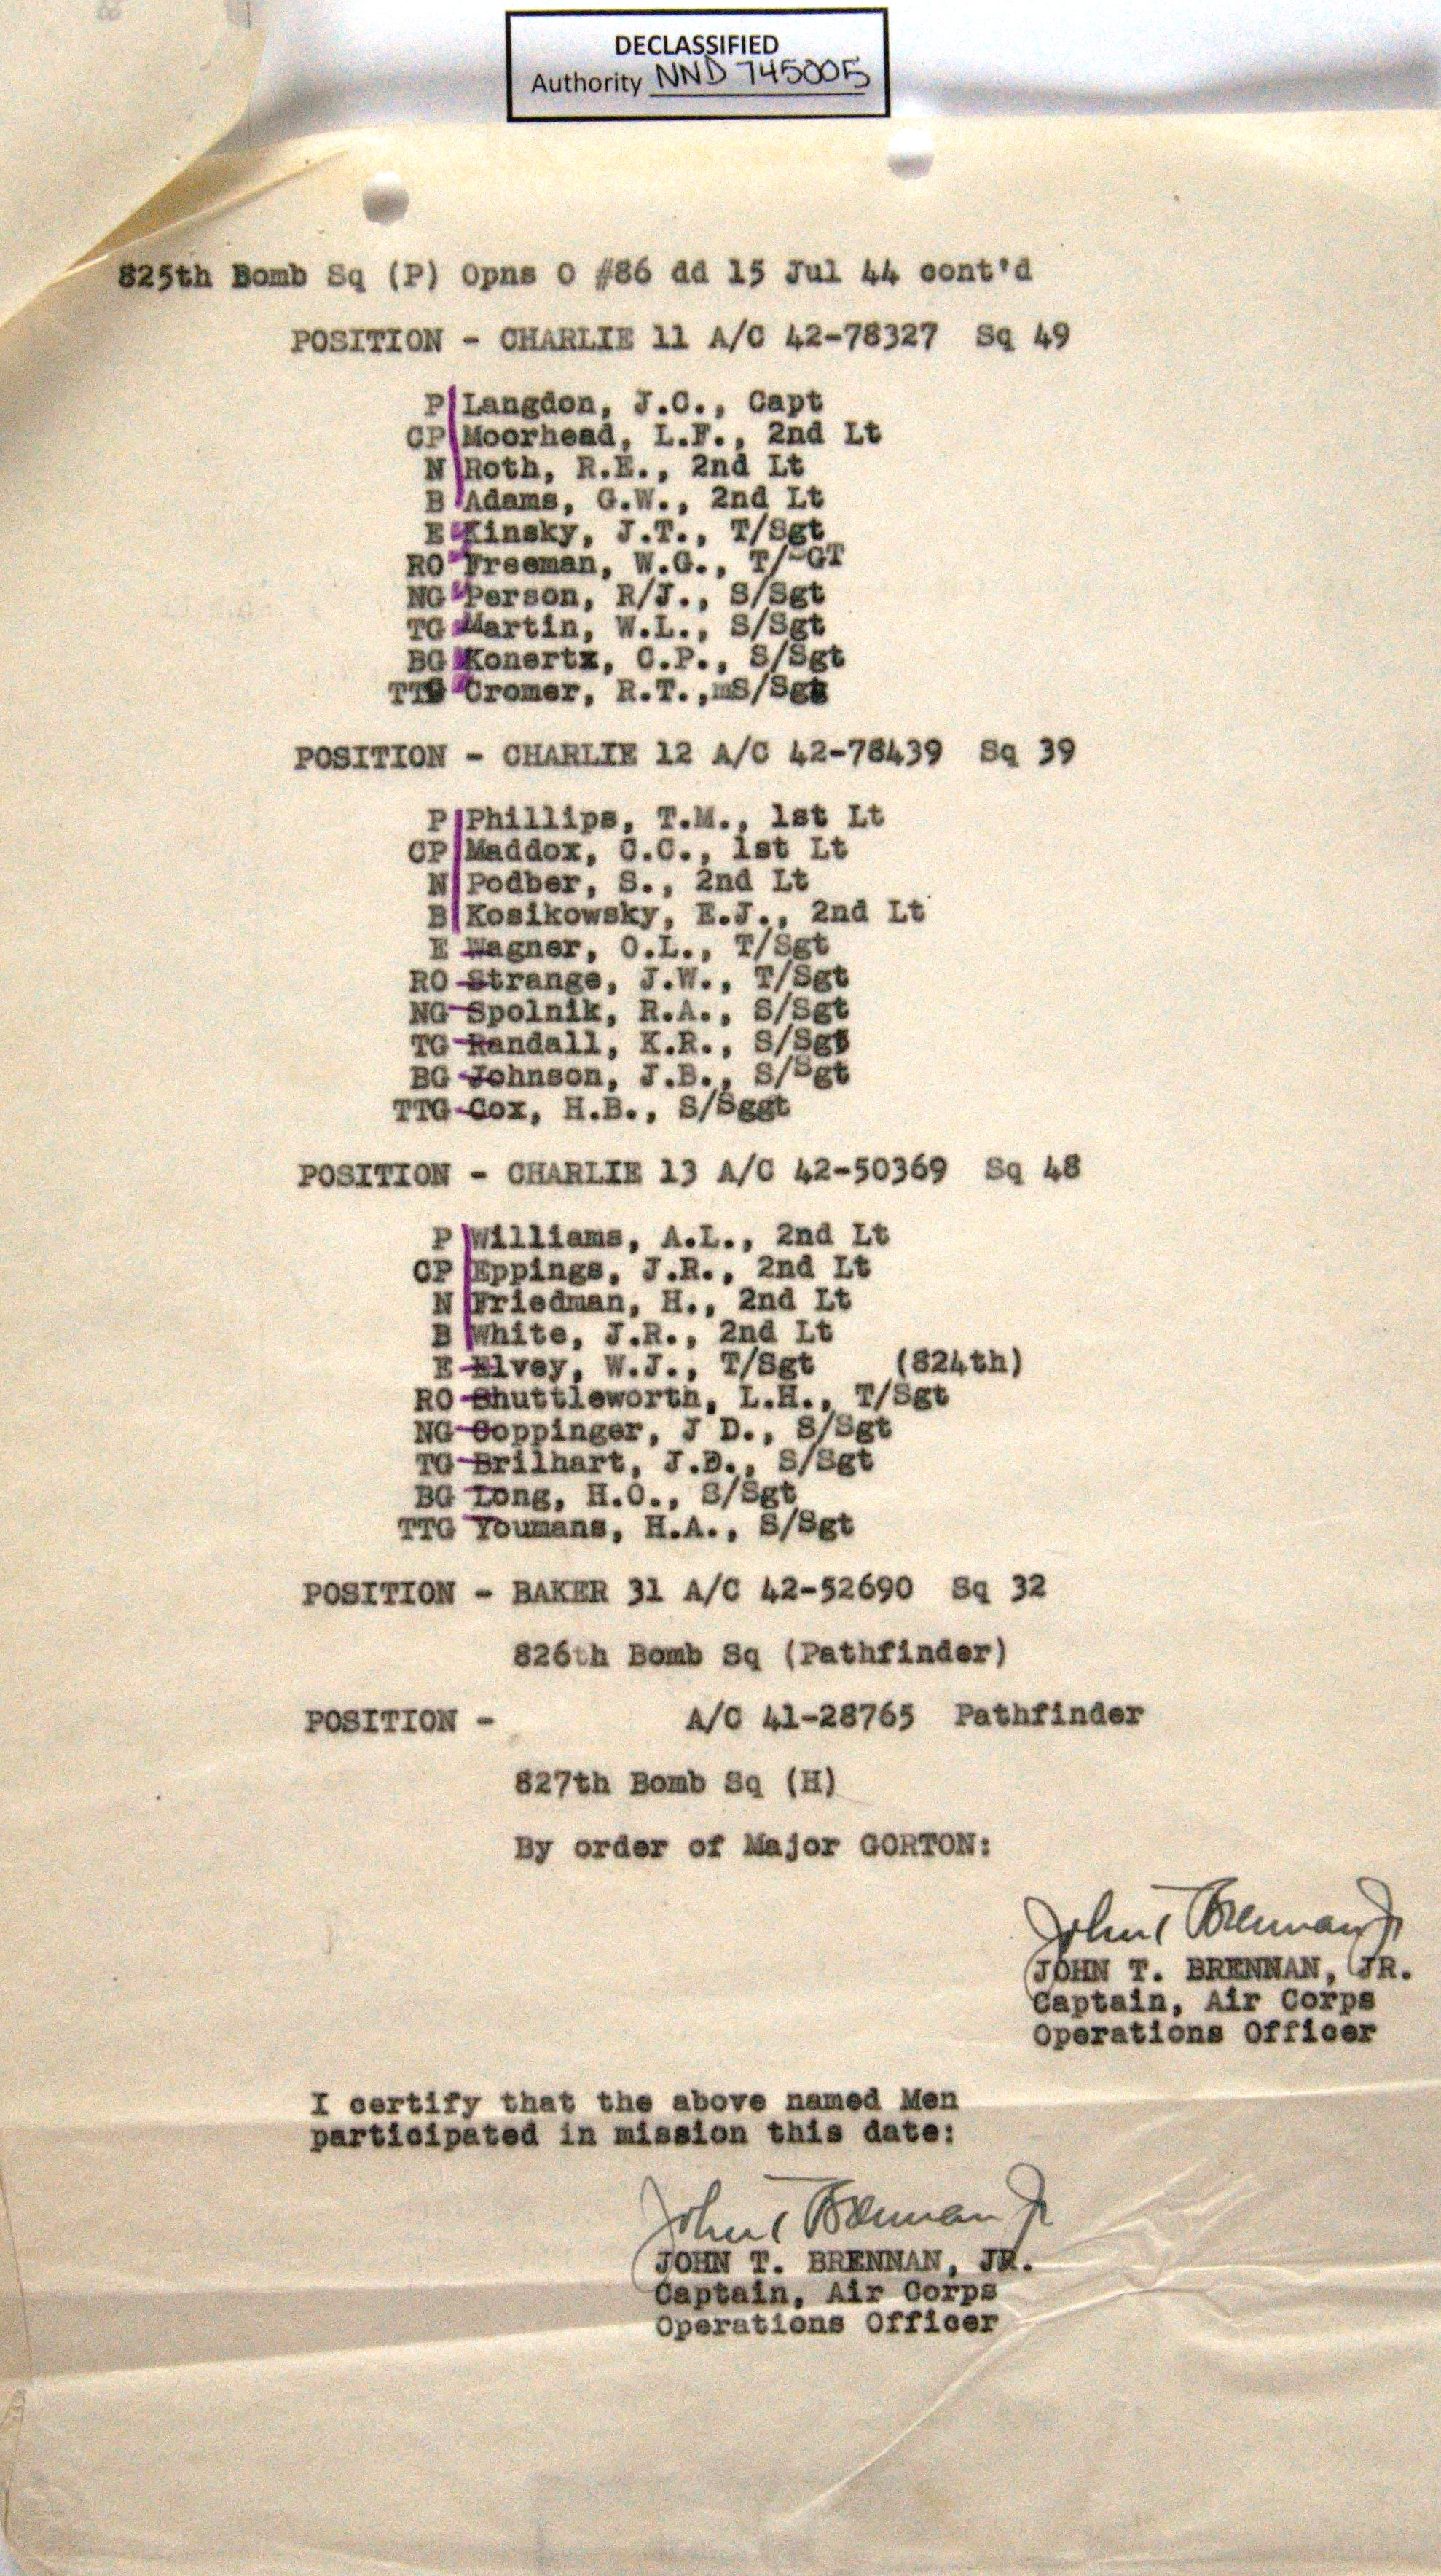 DECLASSIFIED
Authority NND 745005
825th Bomb Sq (P) Opns O #86 dd 15 Jul 44 cont'd
POSITION - CHARLIE 11 A/C 42-78327 Sq 49
P Langdon, J.C., Capt
CP Moorhead, L.F., 2nd Lt
N Roth, R.E., 2nd Lt
B Adams, G.W., 2nd Lt
E Kinsky, J.T., T/Sgt
RO Freeman, W.G., T/SGT
NG Person, R/J., S/Sgt
TG Martin, W.L., S/Sgt
BG Konertz, C.P., S/Sgt
TTG Cromer, R.T.,mS/Sgt
POSITION - CHARLIE 12 A/C 42-78439 Sq 39
P Phillips, T.M., 1st Lt
CP Maddox, C.C., 1st Lt
N Podber, S., 2nd Lt
B Kosikowsky, E.J., 2nd Lt
E Wagner, O.L., T/Sgt
RO Strange, J.W., T/Sgt
NG Spolnik, R.A., S/Sgt
TG Randall, K.R., S/Sgt
BG Johnson, J.B., S/Sgt
TTG Cox, H.B., S/Sggt
POSITION - CHARLIE 13 A/C 42-50369 Sq 48
P Williams, A.L., 2nd Lt
CP Eppings, J.R., 2nd Lt
N Friedman, H., 2nd Lt
B White, J.R., 2nd Lt
E Elvey, W.J., T/Sgt (824th)
RO Shuttleworth, L.H., T/Sgt
NG Coppinger, J D., S/Sgt
TG Brilhart, J.D., S/Sgt
BG Long, H.O., S/Sgt
TTG Youmans, H.A., S/Sgt
POSITION - BAKER 31 A/C 42-52690 Sq 32
826th Bomb Sq (Pathfinder)
POSITION - A/C 41-28765 Pathfinder
827th Bomb Sq (H)
By order of Major GORTON:
John T Brennan Jr
JOHN T. BRENNAN, JR.
Captain, Air Corps
Operations Officer
I certify that the above named Men
participated in mission this date:
John T Brennan Jr
JOHN T. BRENNAN, JR.
Captain, Air Corps
Operations Officer